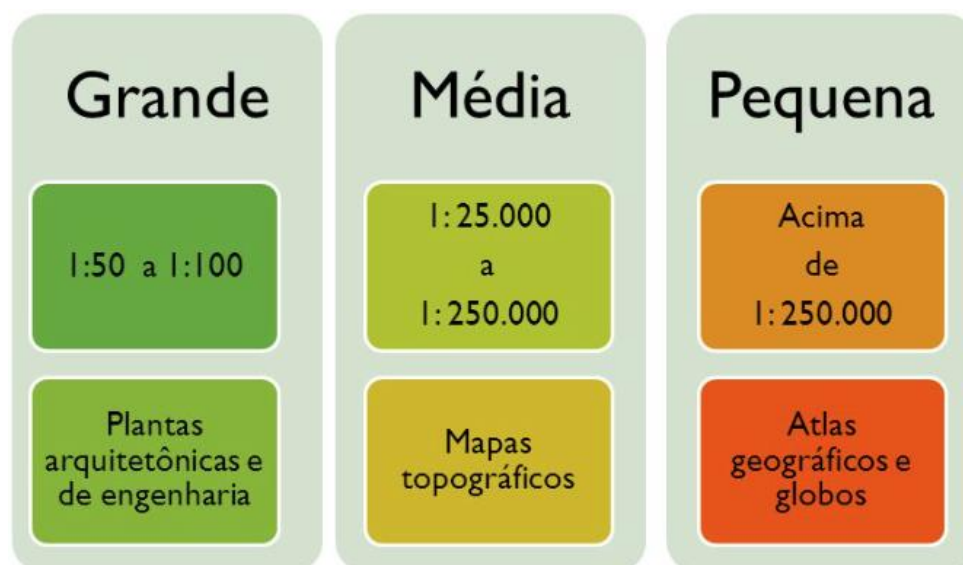 Grande
1:50 a 1:100
Plantas
arquitetônicas e
de engenharia
Média
1:25.000
a
1:250.000
Mapas
topográficos
Pequena
Acima
de
1:250.000
Atlas
geográficos e
globos